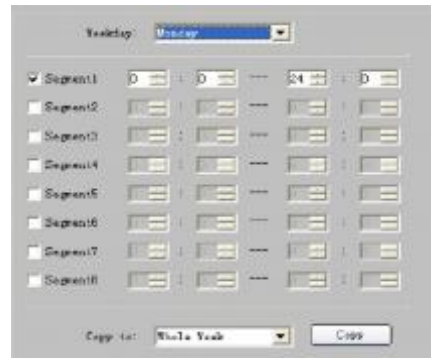 Weekday: Monday
Segment1 0 : 0 --- 24 : 0
Segment2 : --- :
Segment3 : --- :
Segment4 : --- :
Segment5 : --- :
Segment6 : --- :
Segment7 : --- :
Segment8 : --- :
Copy to: Whole Week Copy